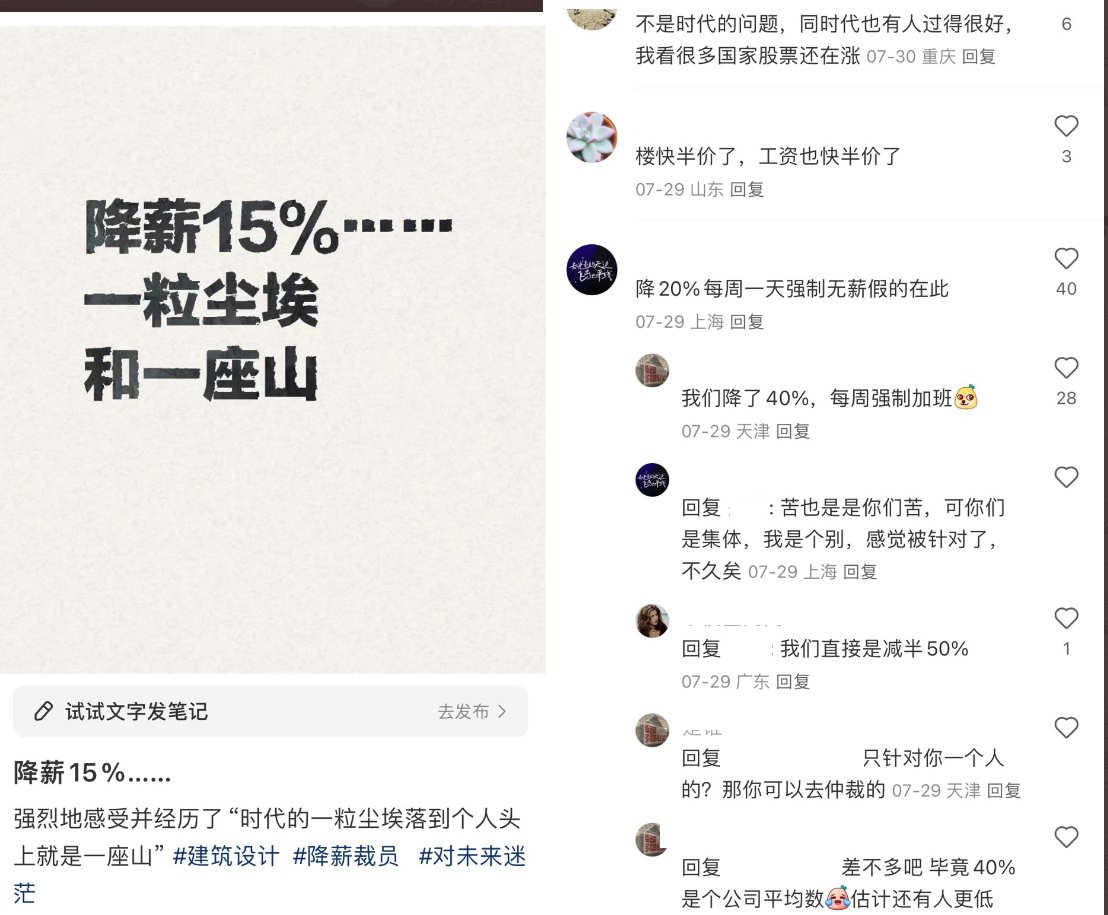 降薪15%……
一粒尘埃
和一座山
试试文字发笔记
去发布
降薪15%……
强烈地感受并经历了“时代的一粒尘埃落到个人头
上就是一座山” #建筑设计 #降薪裁员 #对未来迷
茫
不是时代的问题，同时代也有人过得很好，
6
我看很多国家股票还在涨 07-30 重庆 回复
楼快半价了，工资也快半价了
3
07-29 山东 回复
降20%每周一天强制无薪假的在此
40
07-29 上海 回复
我们降了40%，每周强制加班
28
07-29 天津 回复
回复 : 苦也是是你们苦，可你们
是集体，我是个别，感觉被针对了，
不久矣 07-29 上海 回复
回复 : 我们直接是减半50%
1
07-29 广东 回复
回复 只针对你一个人
的？那你可以去仲裁的 07-29 天津 回复
回复 差不多吧 毕竟40%
是个公司平均数估计还有人更低